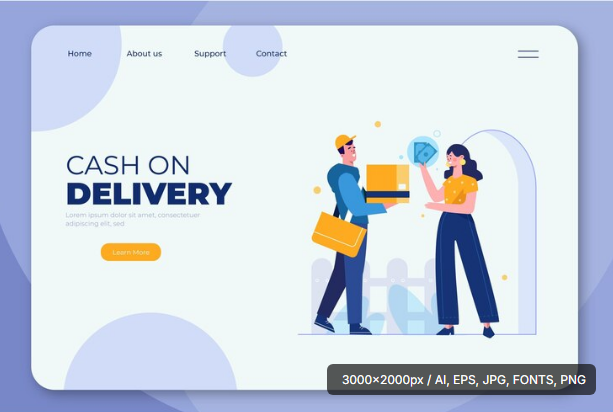 Home About us Support Contact
CASH ON
DELIVERY
Lorem ipsum dolor sit amet, consectetuer
adipiscing elit, sed
Learn More
3000×2000px / AI, EPS, JPG, FONTS, PNG